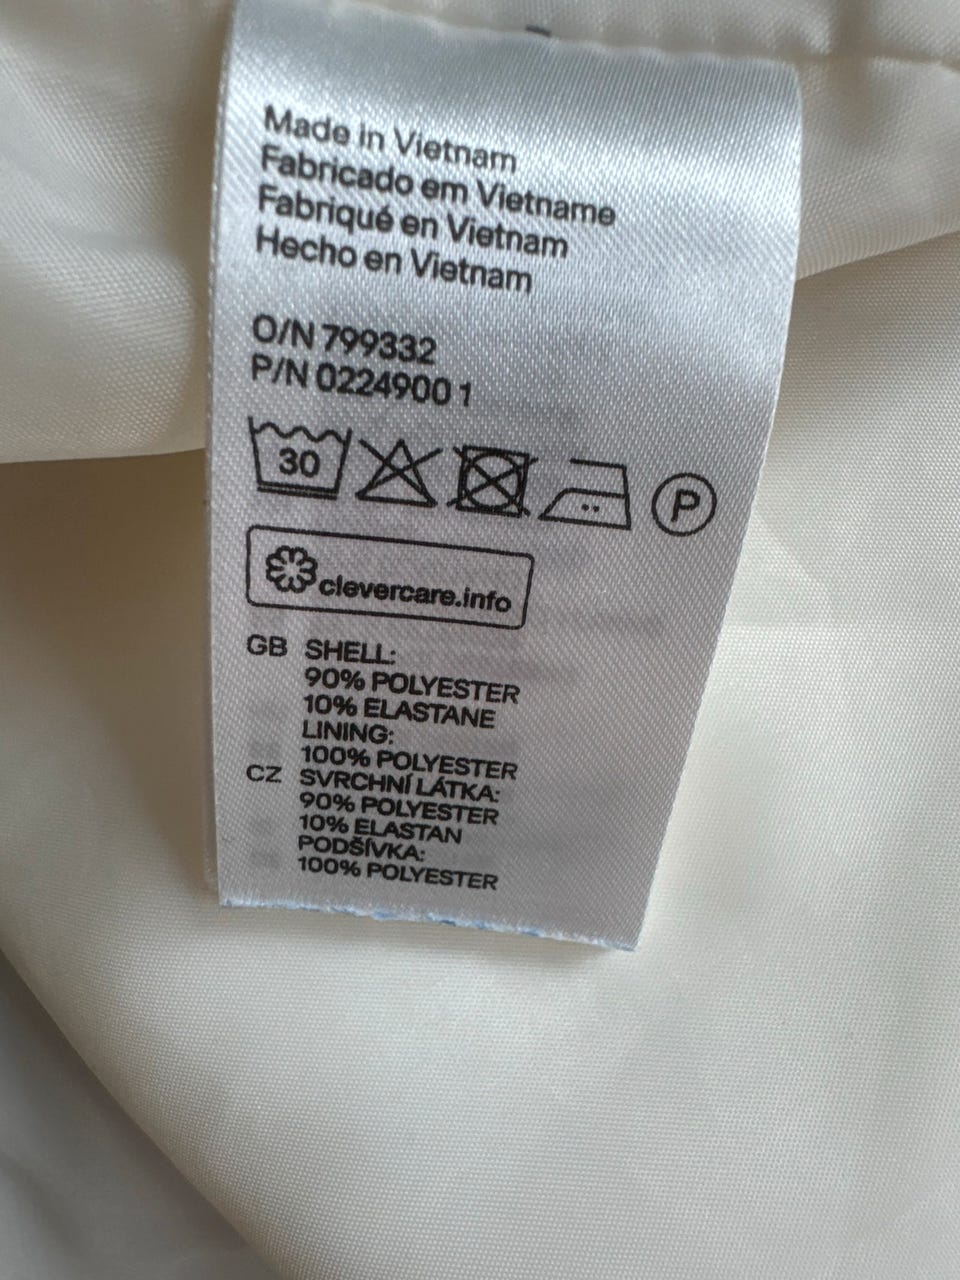 Made in Vietnam
Fabricado em Vietname
Fabriqué en Vietnam
Hecho en Vietnam
O/N 799332
P/N 0224900 1
30
P
clevercare.info
GB SHELL:
90% POLYESTER
10% ELASTANE
LINING:
100% POLYESTER
CZ SVRCHNÍ LÁTKA:
90% POLYESTER
10% ELASTAN
PODŠÍVKA:
100% POLYESTER